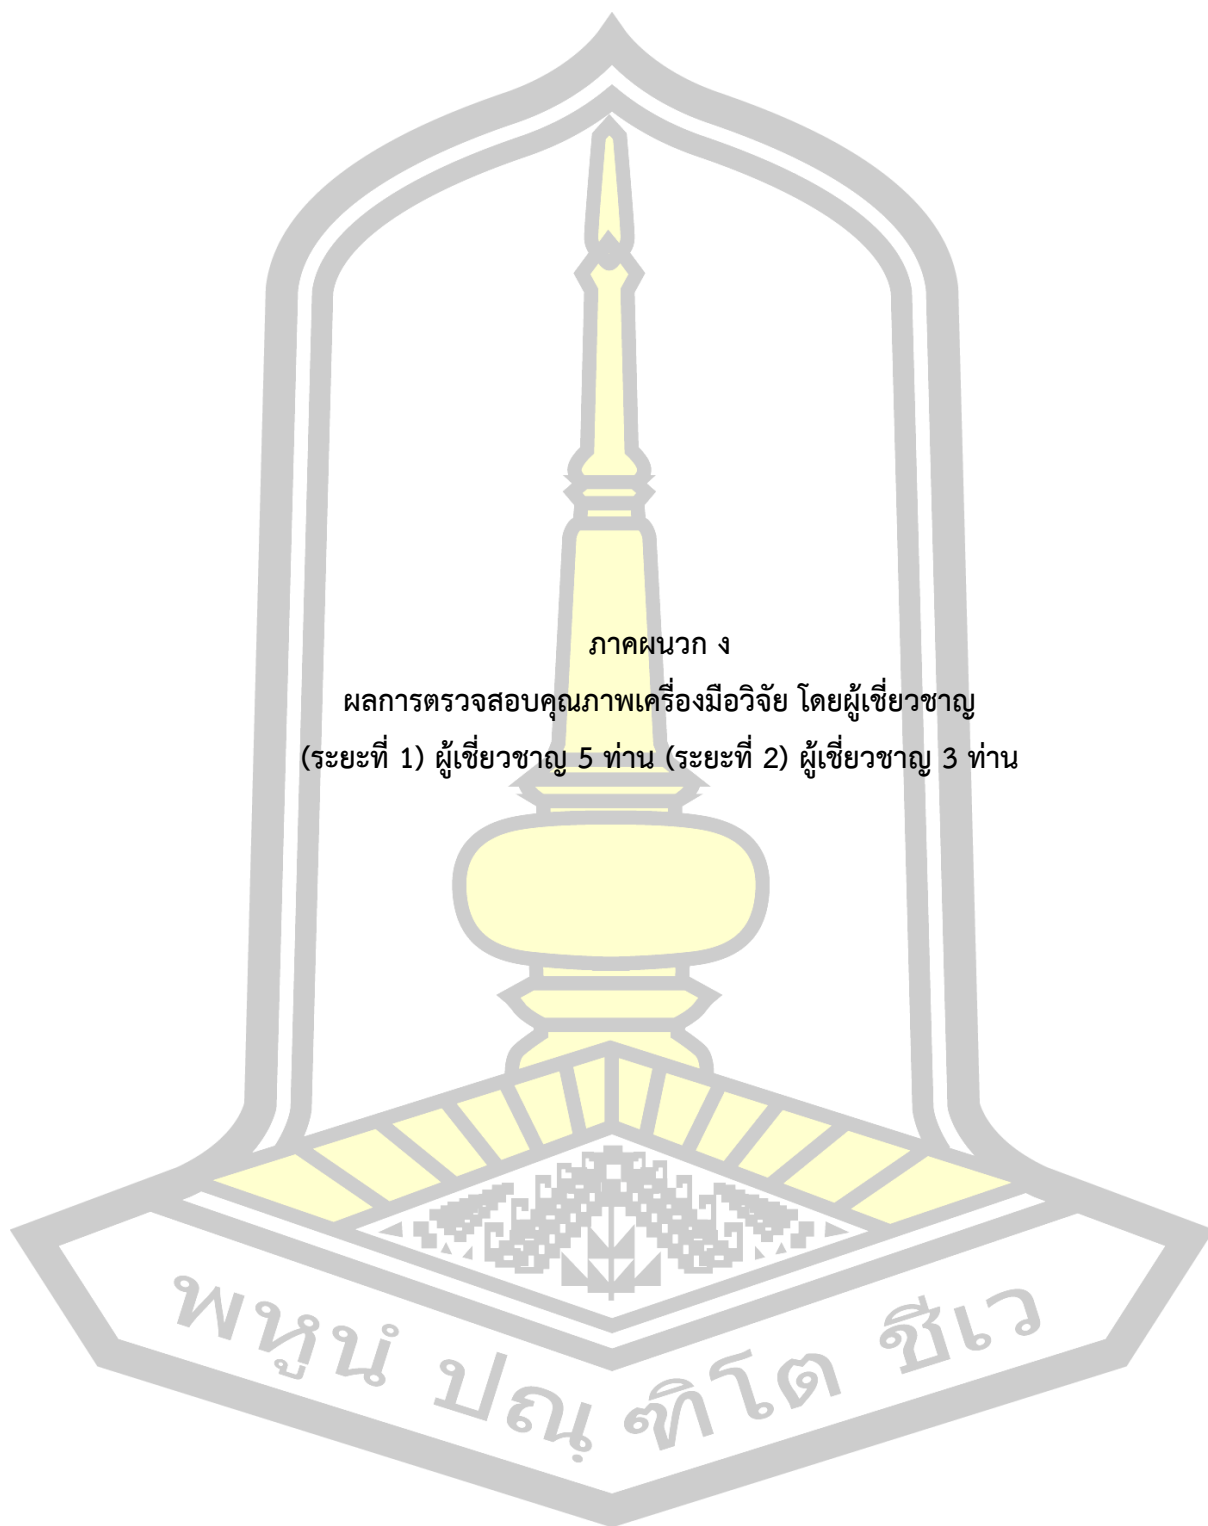 ภาคผนวก ง
ผลการตรวจสอบคุณภาพเครื่องมือวิจัย โดยผู้เชี่ยวชาญ
(ระยะที่ 1) ผู้เชี่ยวชาญ 5 ท่าน (ระยะที่ 2) ผู้เชี่ยวชาญ 3 ท่าน
พหูนํ ปณฺ ฑิโต ชีเว